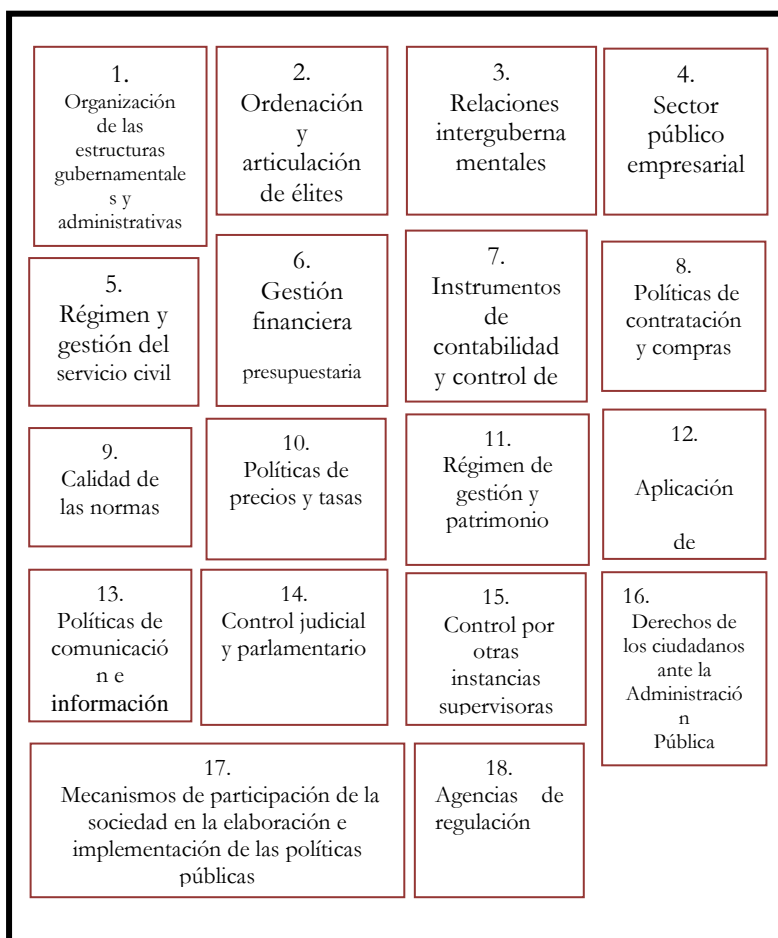 1.
Organización
de las
estructuras
gubernamentale
s y
administrativas
2.
Ordenación
y
articulación
de élites
3.
Relaciones
interguberna
mentales
4.
Sector
público
empresarial
5.
Régimen y
gestión del
servicio civil
6.
Gestión
financiera
presupuestaria
7.
Instrumentos
de
contabilidad
y control de
8.
Políticas de
contratación
y compras
9.
Calidad de
las normas
10.
Políticas de
precios y tasas
11.
Régimen de
gestión y
patrimonio
12.
Aplicación
de
13.
Políticas de
comunicació
n e
información
14.
Control judicial
y parlamentario
15.
Control por
otras
instancias
supervisoras
16.
Derechos de
los ciudadanos
ante la
Administració
n
Pública
17.
Mecanismos de participación de la
sociedad en la elaboración e
implementación de las políticas
públicas
18.
Agencias de
regulación